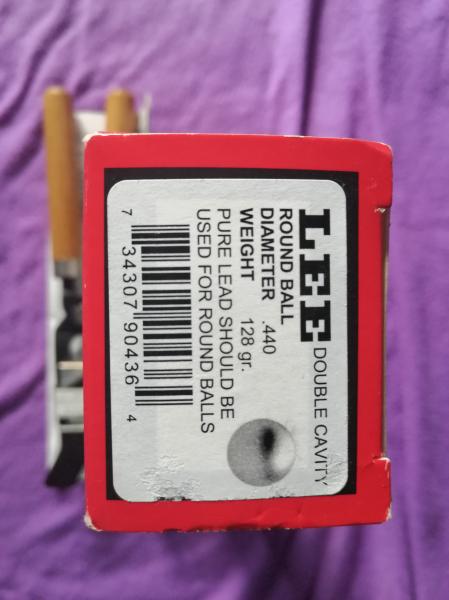 LEE DOUBLE CAVITY
ROUND BALL
DIAMETER .440
WEIGHT 128 gr.
PURE LEAD SHOULD BE
USED FOR ROUND BALLS
7 34307 90436 4